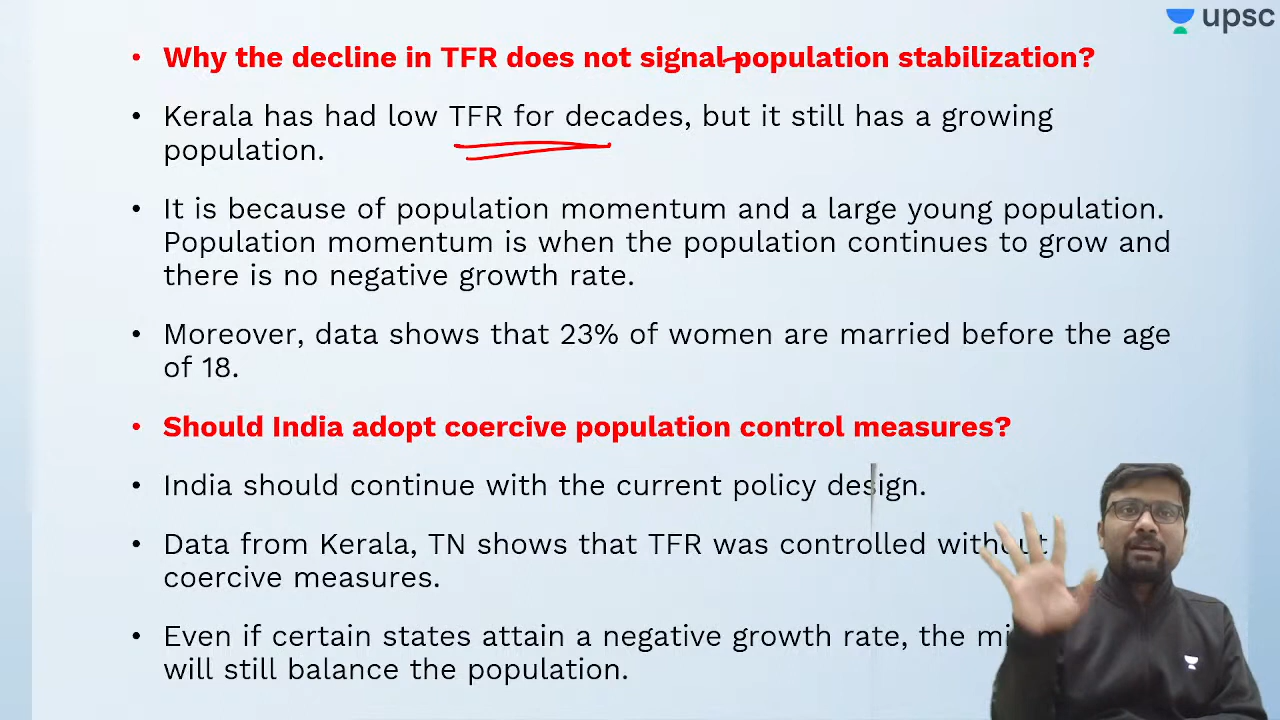 upsc
• Why the decline in TFR does not signal population stabilization?
• Kerala has had low TFR for decades, but it still has a growing
population.
• It is because of population momentum and a large young population.
Population momentum is when the population continues to grow and
there is no negative growth rate.
• Moreover, data shows that 23% of women are married before the age
of 18.
• Should India adopt coercive population control measures?
• India should continue with the current policy design.
• Data from Kerala, TN shows that TFR was controlled without
coercive measures.
• Even if certain states attain a negative growth rate, the
will still balance the population.